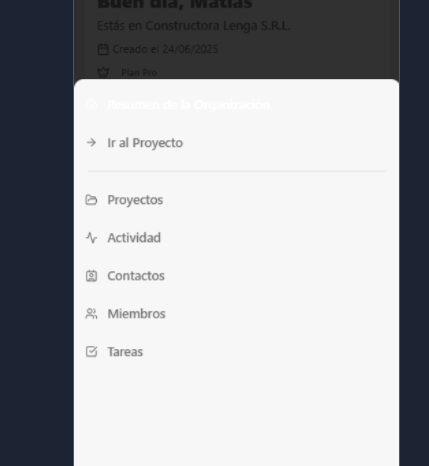 Buen día, Matías
Estás en Constructora Lenga S.R.L.
Creado el 24/06/2025
Plan Pro
Resumen de la Organización
Ir al Proyecto
Proyectos
Actividad
Contactos
Miembros
Tareas